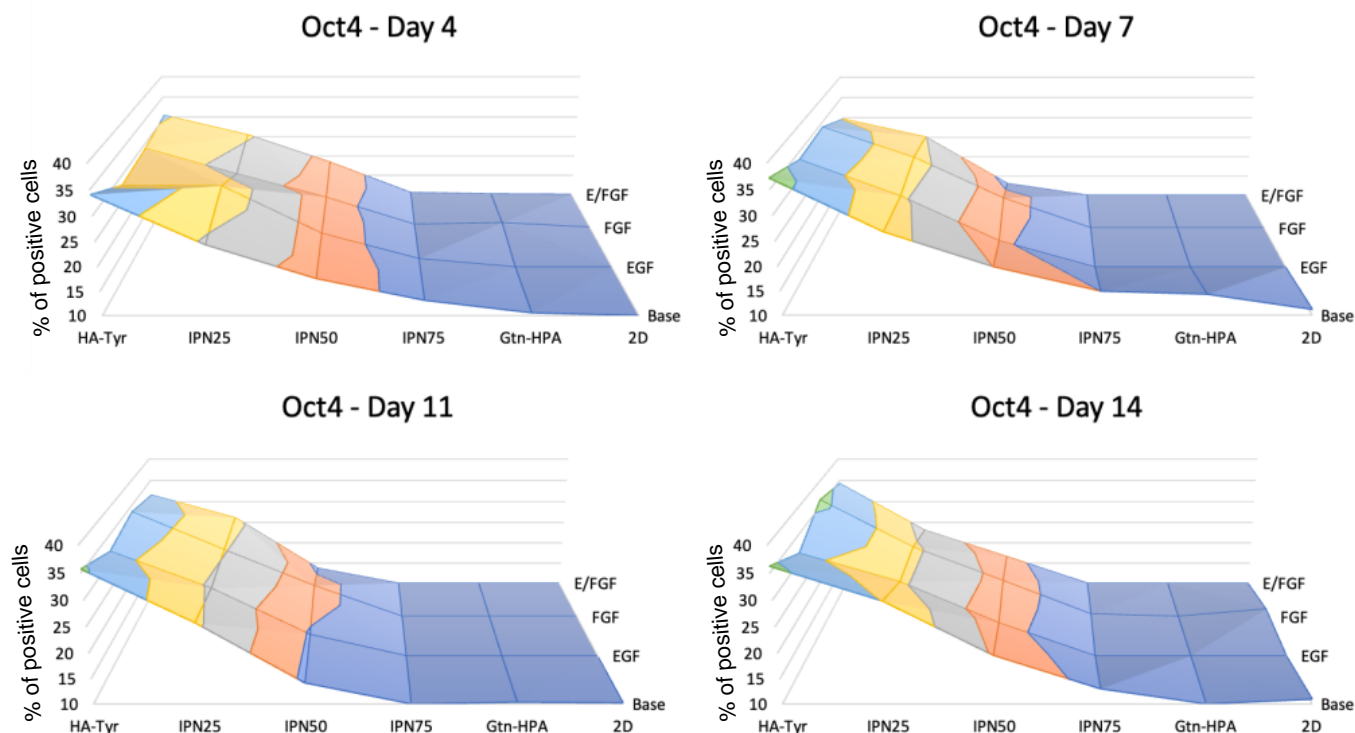 Oct4 - Day 4
% of positive cells
40
35
30
25
20
15
10
E/FGF
FGF
EGF
Base
HA-Tyr IPN25 IPN50 IPN75 Gtn-HPA 2D
Oct4 - Day 7
% of positive cells
40
35
30
25
20
15
10
E/FGF
FGF
EGF
Base
HA-Tyr IPN25 IPN50 IPN75 Gtn-HPA 2D
Oct4 - Day 11
% of positive cells
40
35
30
25
20
15
10
E/FGF
FGF
EGF
Base
HA-Tyr IPN25 IPN50 IPN75 Gtn-HPA 2D
Oct4 - Day 14
% of positive cells
40
35
30
25
20
15
10
E/FGF
FGF
EGF
Base
HA-Tyr IPN25 IPN50 IPN75 Gtn-HPA 2D